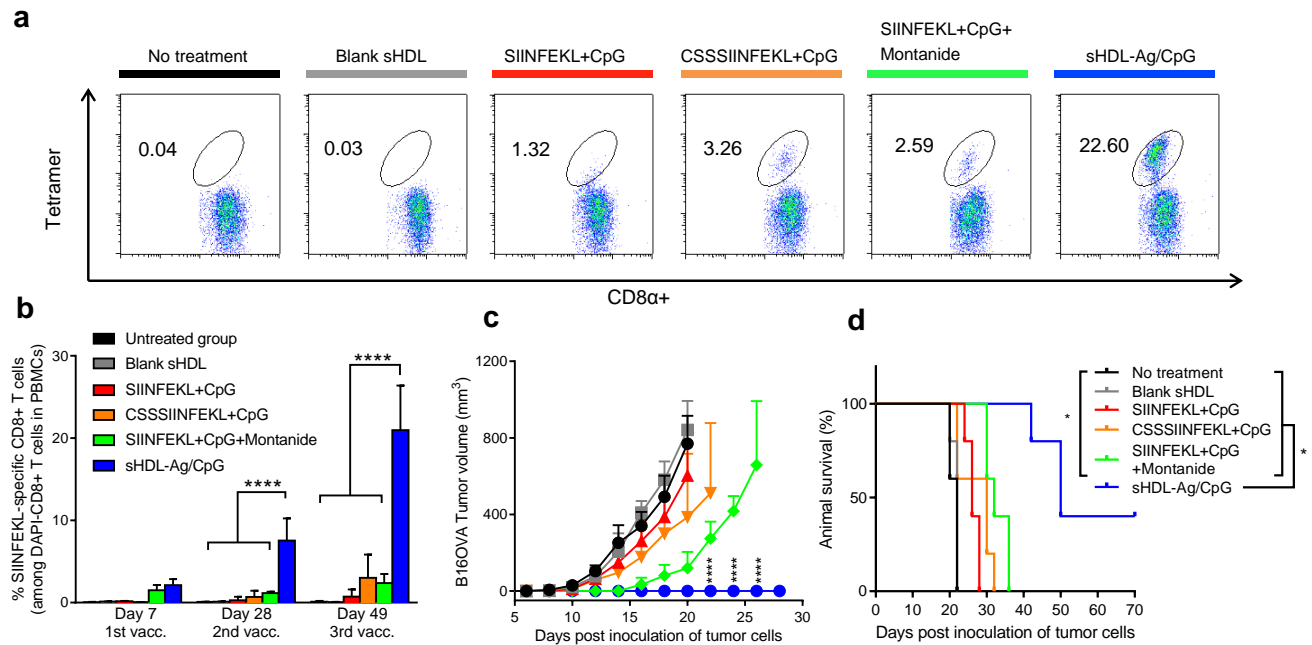 a
No treatment
Blank sHDL
SIINFEKL+CpG
CSSSIINFEKL+CpG
SIINFEKL+CpG+
Montanide
sHDL-Ag/CpG
0.04
0.03
1.32
3.26
2.59
22.60
Tetramer
CD8α+
b
Untreated group
Blank sHDL
SIINFEKL+CpG
CSSSIINFEKL+CpG
SIINFEKL+CpG+Montanide
sHDL-Ag/CpG
% SIINFEKL-specific CD8+ T cells
(among DAPI-CD8+ T cells in PBMCs)
30
20
10
0
****
****
Day 7
1st vacc.
Day 28
2nd vacc.
Day 49
3rd vacc.
c
B16OVA Tumor volume (mm3)
1200
800
400
0
****
****
****
5
10
15
20
25
30
Days post inoculation of tumor cells
d
Animal survival (%)
100
50
0
0
10
20
30
40
50
60
70
Days post inoculation of tumor cells
No treatment
Blank sHDL
SIINFEKL+CpG
CSSSIINFEKL+CpG
SIINFEKL+CpG
+Montanide
sHDL-Ag/CpG
*
*